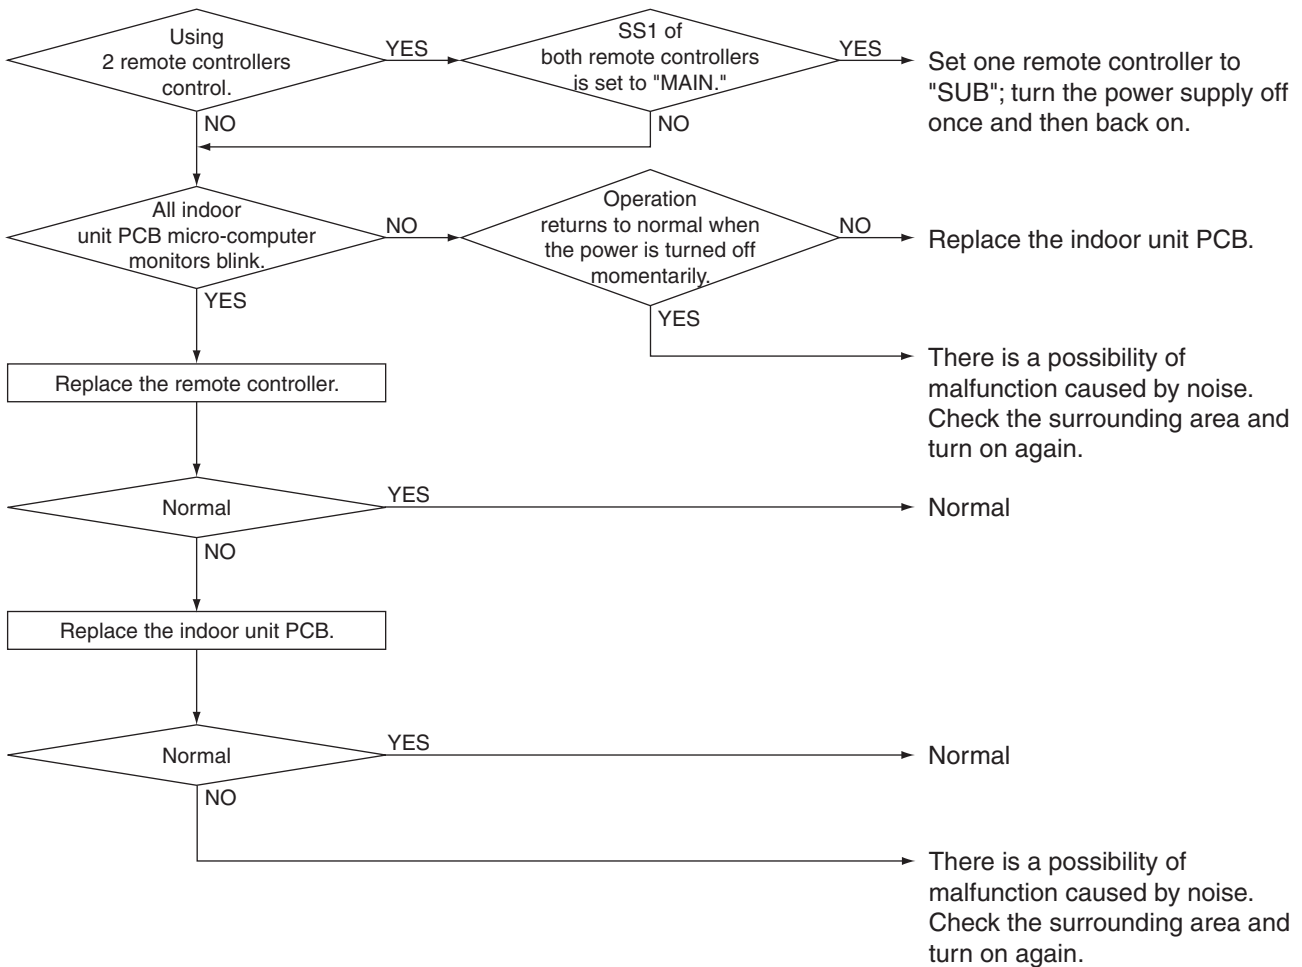 Using
2 remote controllers
control.
YES
SS1 of
both remote controllers
is set to "MAIN."
YES
Set one remote controller to
"SUB"; turn the power supply off
once and then back on.
NO
NO
All indoor
unit PCB micro-computer
monitors blink.
NO
Operation
returns to normal when
the power is turned off
momentarily.
NO
Replace the indoor unit PCB.
YES
YES
There is a possibility of
malfunction caused by noise.
Check the surrounding area and
turn on again.
Replace the remote controller.
Normal
YES
Normal
NO
Replace the indoor unit PCB.
Normal
YES
Normal
NO
There is a possibility of
malfunction caused by noise.
Check the surrounding area and
turn on again.